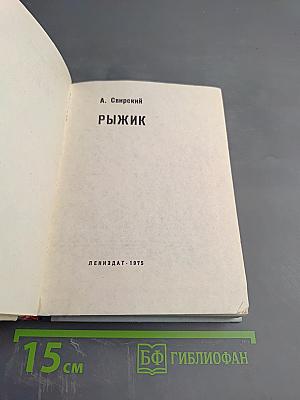 А. Свирский
РЫЖИК
ЛЕНИЗДАТ · 1975
15 см
БФ ГИБЛИОФАН